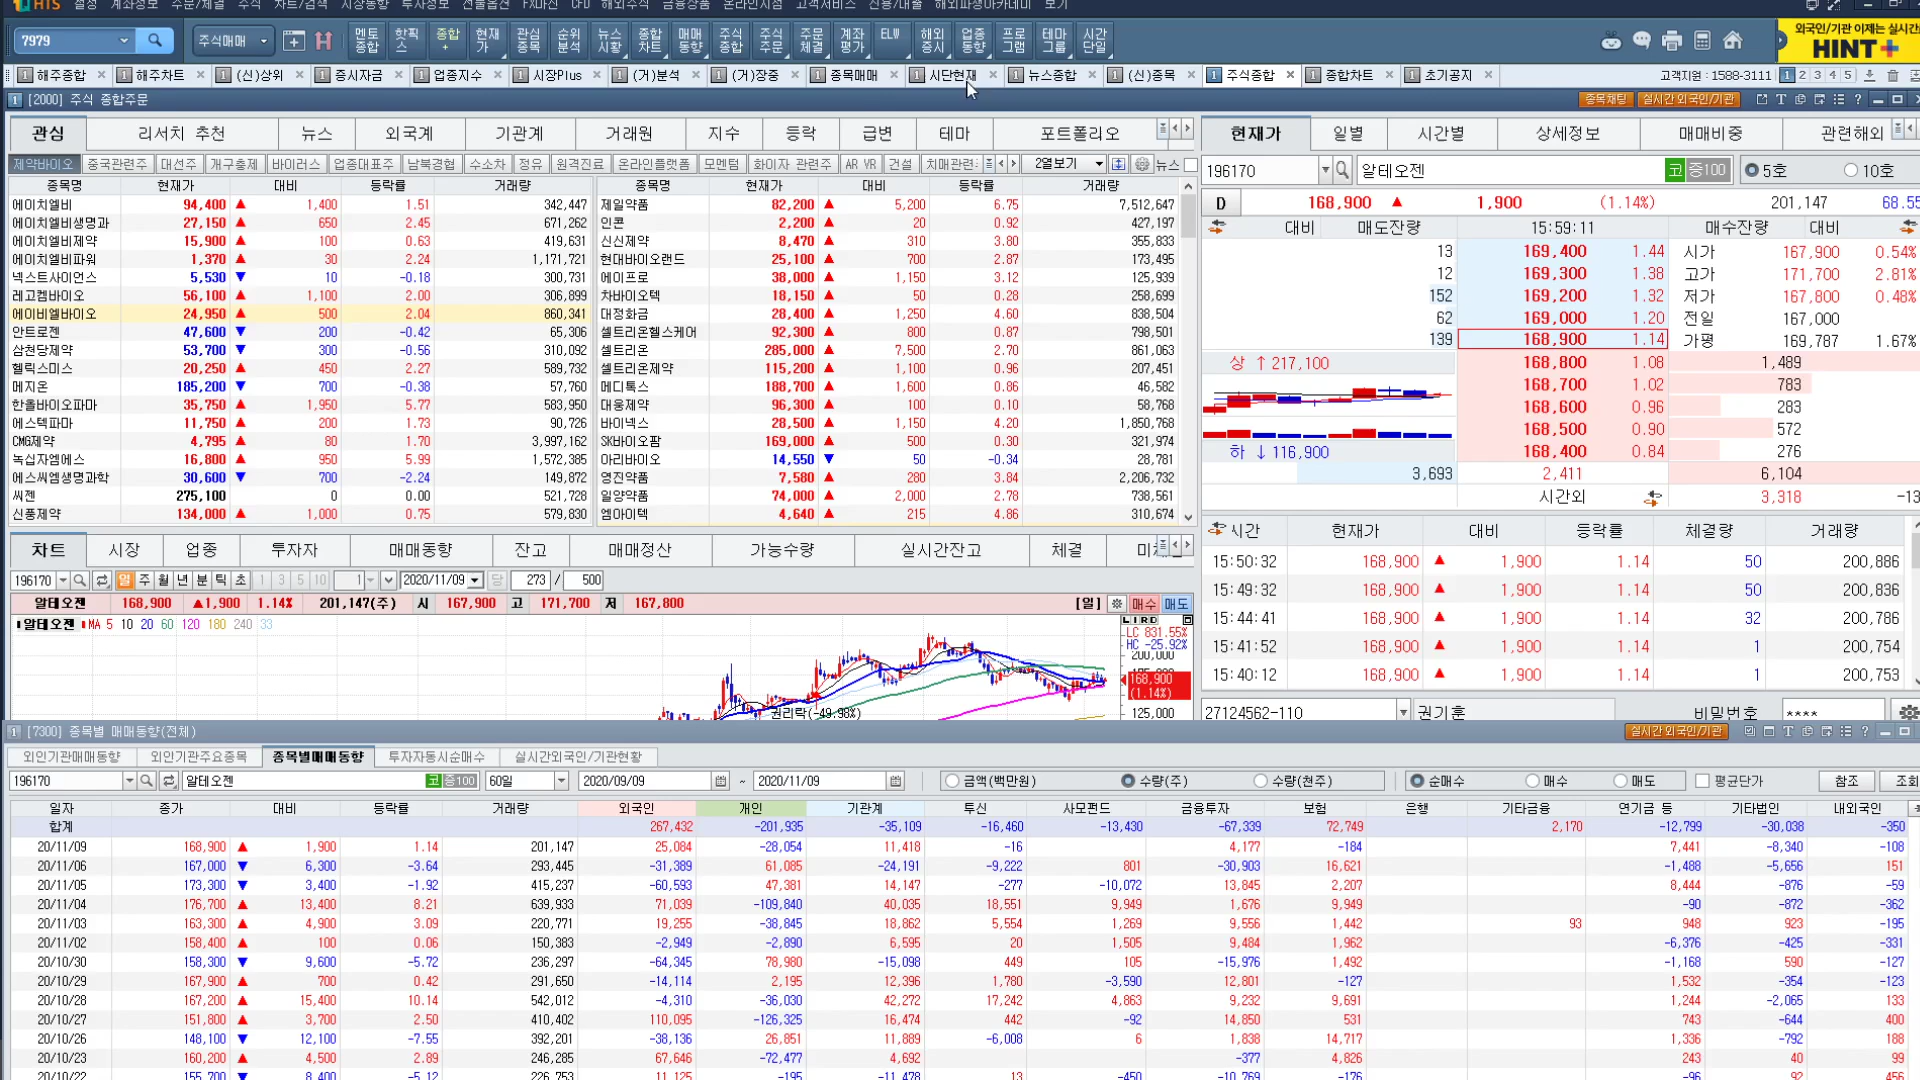 HTS 설정 계좌정보 주문/체결 주식 차트/검색 시장동향 투자정보 선물옵션 FX마진 CFD 해외주식 금융상품 온라인지점 고객서비스 신용/대출 해외파생아카데미 보기
7979 주식매매 멘토종합 핫픽스 종합+ 현재가 관심종목 순위분석 뉴스시황 종합차트 매매동향 주식종합 주식주문 주문체결 계좌평가 ELW 해외증시 업종동향 프로그램 테마그룹 시간단일
외국인/기관 이제는 실시간
HINT+
해주종합 해주차트 (신)상위 증시자금 업종지수 시장Plus (거)분석 (거)장중 종목매매 시단현재 뉴스종합 (신)종목 주식종합 종합차트 초기공지 고객지원 : 1588-3111 1 2 3 4 5
[2000] 주식 종합주문 종목채팅 실시간 외국인/기관
관심 리서치 추천 뉴스 외국계 기관계 거래원 지수 등락 급변 테마 포트폴리오
제약바이오 중국관련주 대선주 개구충제 바이러스 업종대표주 남북경협 수소차 정유 원격진료 온라인플랫폼 모멘텀 화이자 관련주 AR VR 건설 치매관련 2열보기 뉴스
종목명 현재가 대비 등락률 거래량 종목명 현재가 대비 등락률 거래량
에이치엘비 94,400 ▲ 1,400 1.51 342,447 제일약품 82,200 ▲ 5,200 6.75 7,512,647
에이치엘비생명과 27,150 ▲ 650 2.45 671,262 인콘 2,200 ▲ 20 0.92 427,197
에이치엘비제약 15,900 ▲ 100 0.63 419,631 신신제약 8,470 ▲ 310 3.80 355,833
에이치엘비파워 1,370 ▲ 30 2.24 1,171,721 현대바이오랜드 25,100 ▲ 700 2.87 173,495
넥스트사이언스 5,530 ▼ 10 -0.18 300,731 에이프로 38,000 ▲ 1,150 3.12 125,939
레고켐바이오 56,100 ▲ 1,100 2.00 306,899 차바이오텍 18,150 ▲ 50 0.28 258,699
에이비엘바이오 24,950 ▲ 500 2.04 860,341 대정화금 28,400 ▲ 1,250 4.60 838,504
안트로젠 47,600 ▼ 200 -0.42 65,306 셀트리온헬스케어 92,300 ▲ 800 0.87 798,501
삼천당제약 53,700 ▼ 300 -0.56 310,092 셀트리온 285,000 ▲ 7,500 2.70 861,063
헬릭스미스 20,250 ▲ 450 2.27 589,732 셀트리온제약 115,200 ▲ 1,100 0.96 207,451
메지온 185,200 ▼ 700 -0.38 57,760 메디톡스 188,700 ▲ 1,600 0.86 46,582
한올바이오파마 35,750 ▲ 1,950 5.77 583,950 대웅제약 96,300 ▲ 100 0.10 58,768
에스텍파마 11,750 ▲ 200 1.73 90,726 바이넥스 28,500 ▲ 1,150 4.20 1,850,768
CMG제약 4,795 ▲ 80 1.70 3,997,162 SK바이오팜 169,000 ▲ 500 0.30 321,974
녹십자엠에스 16,800 ▲ 950 5.99 1,572,385 아리바이오 14,550 ▼ 50 -0.34 28,781
에스씨엠생명과학 30,600 ▼ 700 -2.24 149,872 영진약품 7,580 ▲ 280 3.84 2,206,732
씨젠 275,100 0 0.00 521,728 일양약품 74,000 ▲ 2,000 2.78 738,561
신풍제약 134,000 ▲ 1,000 0.75 579,830 엠아이텍 4,640 ▲ 215 4.86 310,674
현재가 일별 시간별 상세정보 매매비중 관련해외
196170 알테오젠 코 증100 5호 10호
D 168,900 ▲ 1,900 (1.14%) 201,147 68.55
대비 매도잔량 15:59:11 매수잔량 대비
13 169,400 1.44 시가 167,900 0.54%
12 169,300 1.38 고가 171,700 2.81%
152 169,200 1.32 저가 167,800 0.48%
62 169,000 1.20 전일 167,000
139 168,900 1.14 가평 169,787 1.67%
상 ↑ 217,100 168,800 1.08 1,489
168,700 1.02 783
168,600 0.96 283
168,500 0.90 572
하 ↓ 116,900 168,400 0.84 276
3,693 2,411 6,104
시간외 3,318 -13
시간 현재가 대비 등락률 체결량 거래량
15:50:32 168,900 ▲ 1,900 1.14 50 200,886
15:49:32 168,900 ▲ 1,900 1.14 50 200,836
15:44:41 168,900 ▲ 1,900 1.14 32 200,786
15:41:52 168,900 ▲ 1,900 1.14 1 200,754
15:40:12 168,900 ▲ 1,900 1.14 1 200,753
27124562-110 권기훈 비밀번호 ****
차트 시장 업종 투자자 매매동향 잔고 매매정산 가능수량 실시간잔고 체결
196170 일 주 월 년 분 틱 초 1 3 5 10 1 2020/11/09 당 273 / 500
알테오젠 168,900 ▲1,900 1.14% 201,147(주) 시 167,900 고 171,700 저 167,800 [일] 매수 매도
알테오젠 MA 5 10 20 60 120 180 240 33 L I R D
LC 831.55%
HC -25.92%
200,000
168,900
(1.14%)
권리락(-49.98%) 125,000
[7300] 종목별 매매동향(전체) 실시간 외국인/기관
외인기관매매동향 외인기관주요종목 종목별매매동향 투자자동시순매수 실시간외국인/기관현황
196170 알테오젠 코 증100 60일 2020/09/09 ~ 2020/11/09 금액(백만원) 수량(주) 수량(천주) 순매수 매수 매도 평균단가 참조 조회
일자 종가 대비 등락률 거래량 외국인 개인 기관계 투신 사모펀드 금융투자 보험 은행 기타금융 연기금 등 기타법인 내외국인
합계 267,432 -201,935 -35,109 -16,460 -13,430 -67,339 72,749 2,170 -12,799 -30,038 -350
20/11/09 168,900 ▲ 1,900 1.14 201,147 25,084 -28,054 11,418 -16 4,177 -184 7,441 -8,340 -108
20/11/06 167,000 ▼ 6,300 -3.64 293,445 -31,389 61,085 -24,191 -9,222 801 -30,903 16,621 -1,488 -5,656 151
20/11/05 173,300 ▼ 3,400 -1.92 415,237 -60,593 47,381 14,147 -277 -10,072 13,845 2,207 8,444 -876 -59
20/11/04 176,700 ▲ 13,400 8.21 639,933 71,039 -109,840 40,035 18,551 9,949 1,676 9,949 -90 -872 -362
20/11/03 163,300 ▲ 4,900 3.09 220,771 19,255 -38,845 18,862 5,554 1,269 9,556 1,442 93 948 923 -195
20/11/02 158,400 ▲ 100 0.06 150,383 -2,949 -2,890 6,595 20 1,505 9,484 1,962 -6,376 -425 -331
20/10/30 158,300 ▼ 9,600 -5.72 236,297 -64,345 78,980 -15,098 449 105 -15,976 1,492 -1,168 590 -127
20/10/29 167,900 ▲ 700 0.42 291,650 -14,114 2,195 12,396 1,780 -3,590 12,801 -127 1,532 -354 -123
20/10/28 167,200 ▲ 15,400 10.14 542,012 -4,310 -36,030 42,272 17,242 4,863 9,232 9,691 1,244 -2,065 133
20/10/27 151,800 ▲ 3,700 2.50 410,402 110,095 -126,325 16,474 442 -92 14,850 531 743 -644 400
20/10/26 148,100 ▼ 12,100 -7.55 392,201 -38,136 26,851 11,889 -6,008 6 1,838 14,717 1,336 -792 188
20/10/23 160,200 ▲ 4,500 2.89 246,285 67,646 -72,477 4,692 -377 4,826 243 40 99
20/10/22 155,700 ▼ 8,400 -5.12 226,753 11,125 -195 -11,478 13 -450 -10,769 -176 -96 92 456